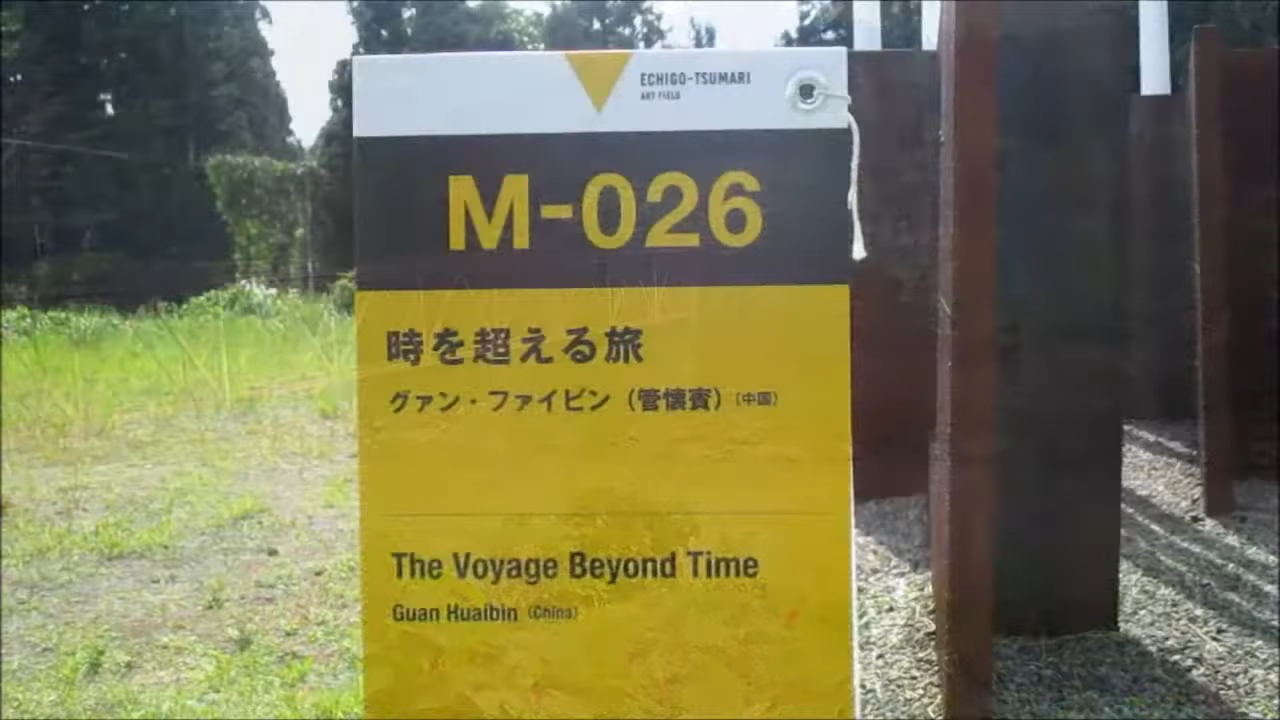 ECHIGO-TSUMARI
ART FIELD
M-026
時を超える旅
グァン・ファイビン（管懐賓）（中国）
The Voyage Beyond Time
Guan Huaibin (China)